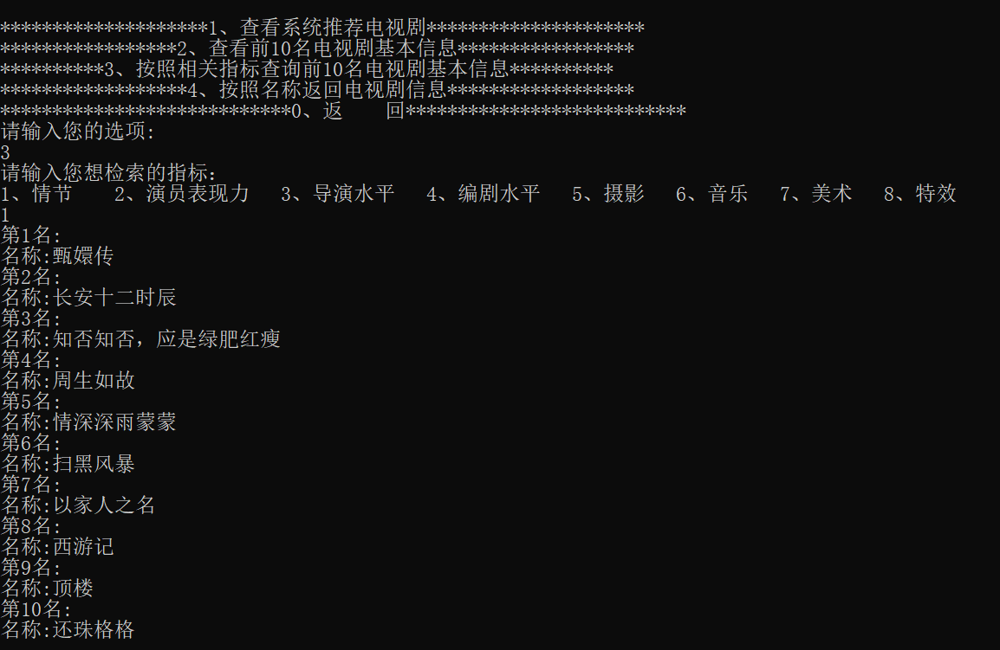 ********************1、查看系统推荐电视剧*********************
*****************2、查看前10名电视剧基本信息*****************
**********3、按照相关指标查询前10名电视剧基本信息**********
******************4、按照名称返回电视剧信息******************
****************************0、返    回***************************
请输入您的选项:
3
请输入您想检索的指标：
1、情节    2、演员表现力   3、导演水平   4、编剧水平   5、摄影   6、音乐   7、美术   8、特效
1
第1名:
名称:甄嬛传
第2名:
名称:长安十二时辰
第3名:
名称:知否知否，应是绿肥红瘦
第4名:
名称:周生如故
第5名:
名称:情深深雨蒙蒙
第6名:
名称:扫黑风暴
第7名:
名称:以家人之名
第8名:
名称:西游记
第9名:
名称:顶楼
第10名:
名称:还珠格格